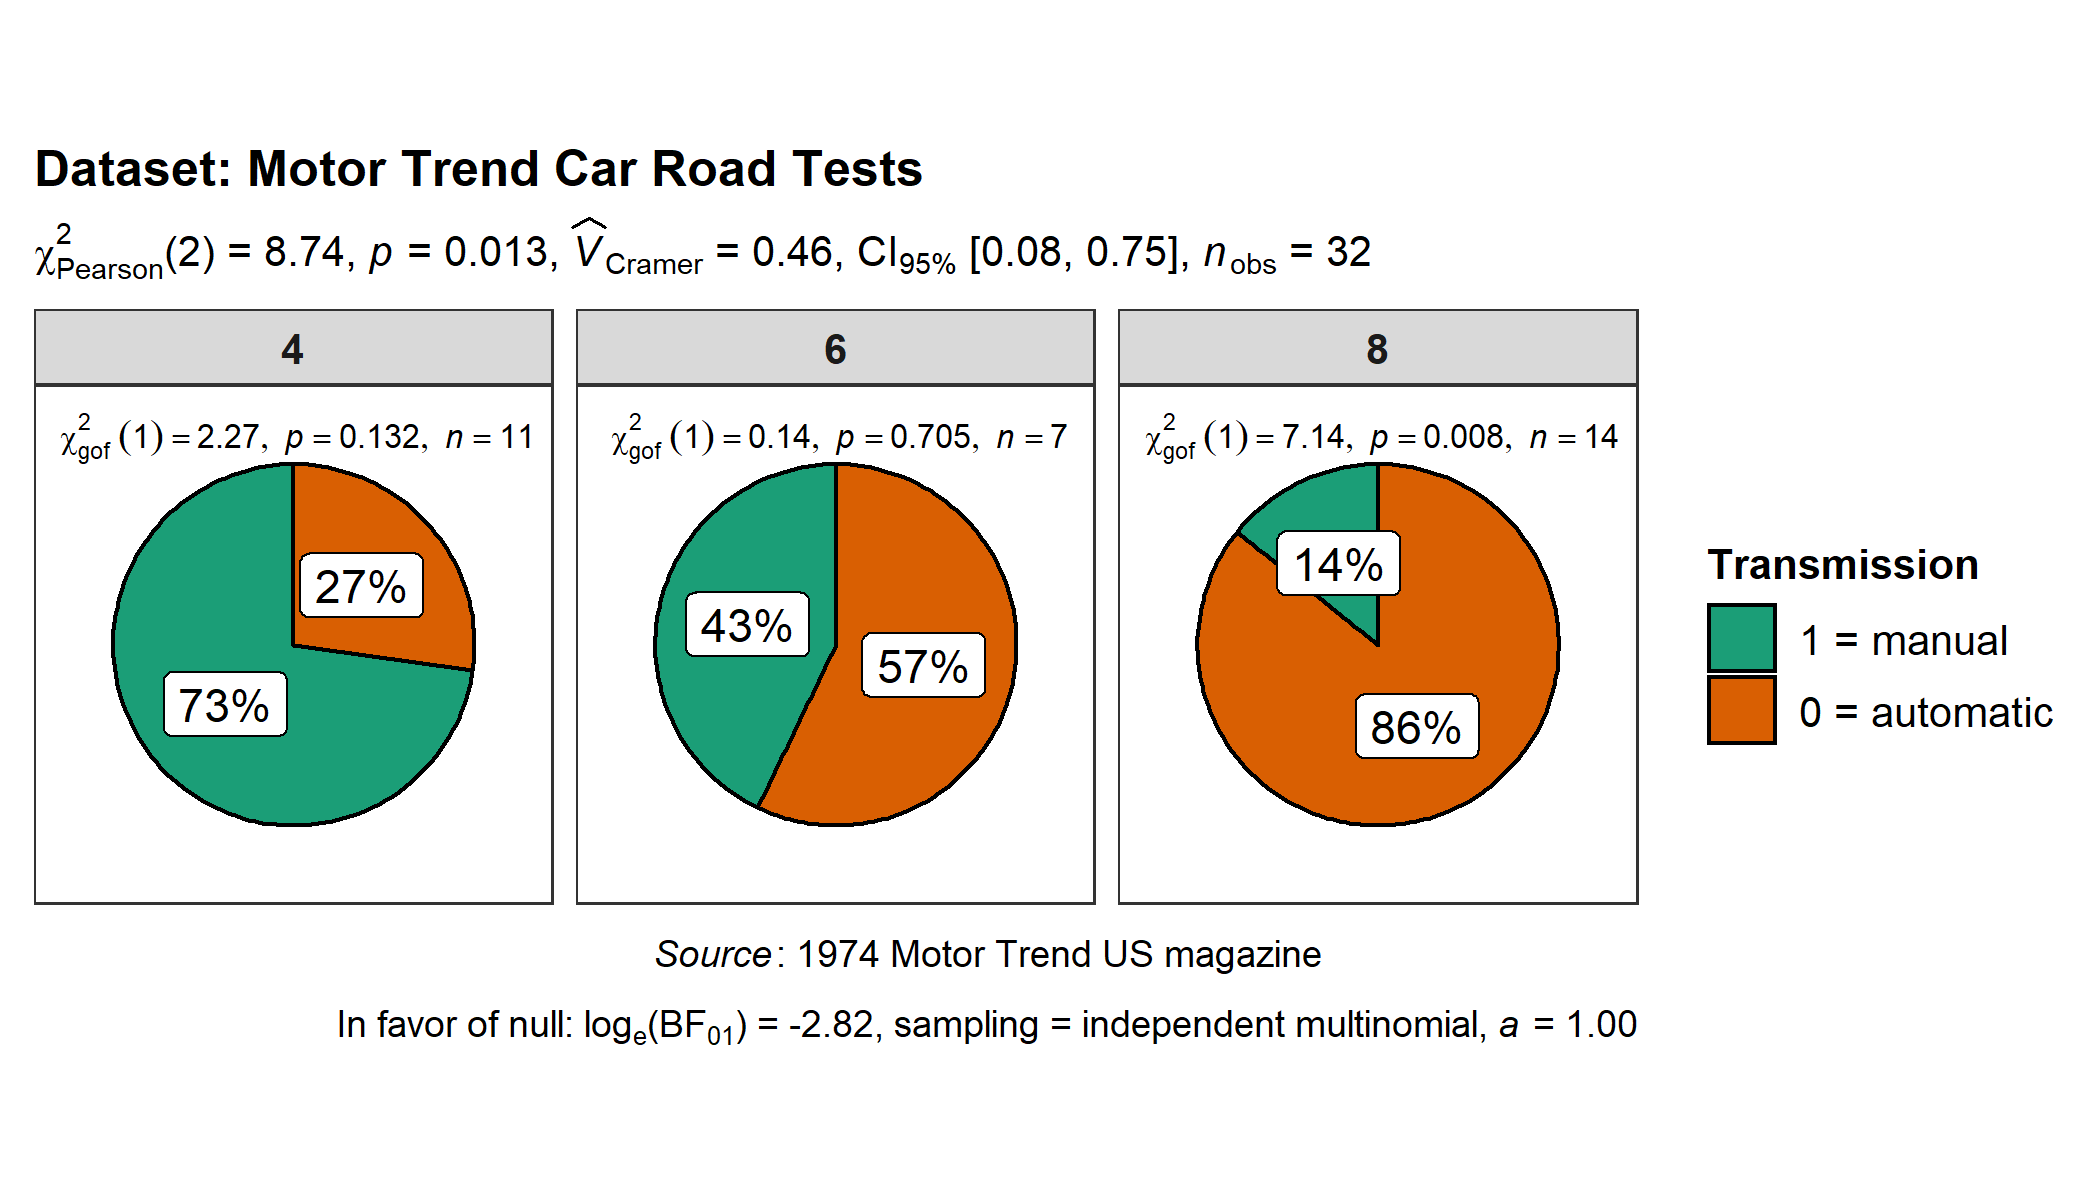 Dataset: Motor Trend Car Road Tests
χ²Pearson(2) = 8.74, p = 0.013, V̂Cramer = 0.46, CI95% [0.08, 0.75], nobs = 32
4
6
8
χ²gof (1) = 2.27, p = 0.132, n = 11
χ²gof (1) = 0.14, p = 0.705, n = 7
χ²gof (1) = 7.14, p = 0.008, n = 14
27%
73%
43%
57%
14%
86%
Transmission
1 = manual
0 = automatic
Source: 1974 Motor Trend US magazine
In favor of null: loge(BF01) = -2.82, sampling = independent multinomial, a = 1.00